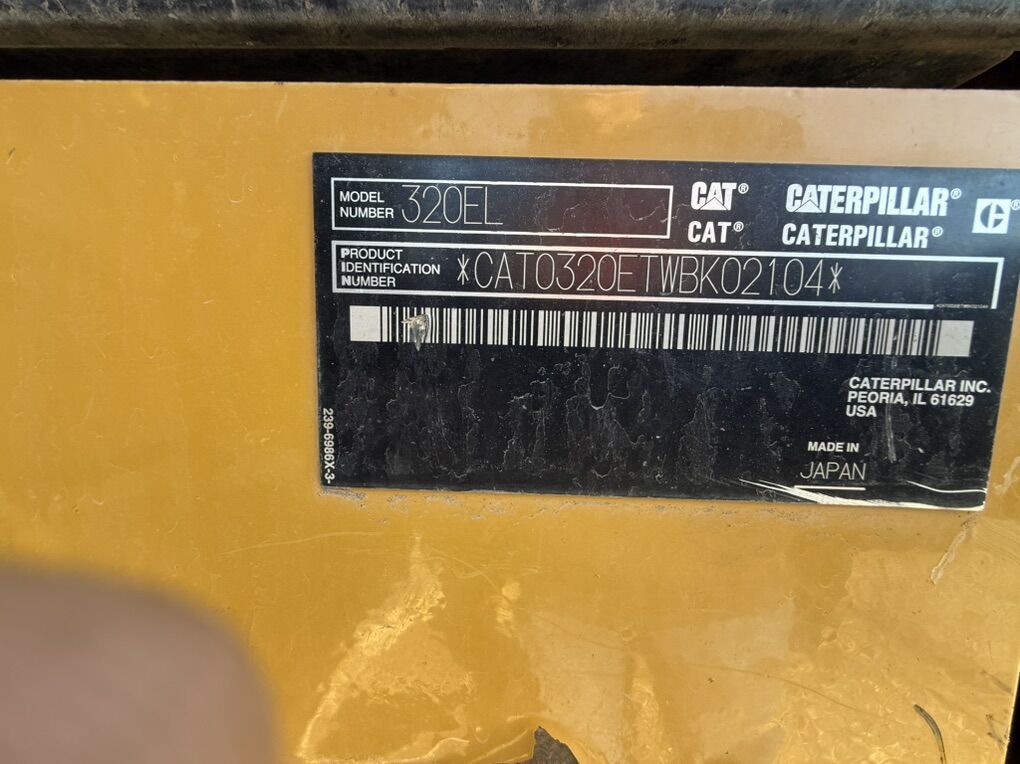 MODEL NUMBER 320EL
CAT® CATERPILLAR®
CAT® CATERPILLAR® C®
PRODUCT IDENTIFICATION NUMBER *CAT0320ETWBK02104*
CATERPILLAR INC.
PEORIA, IL 61629
USA
239-6986X-3-
MADE IN
JAPAN